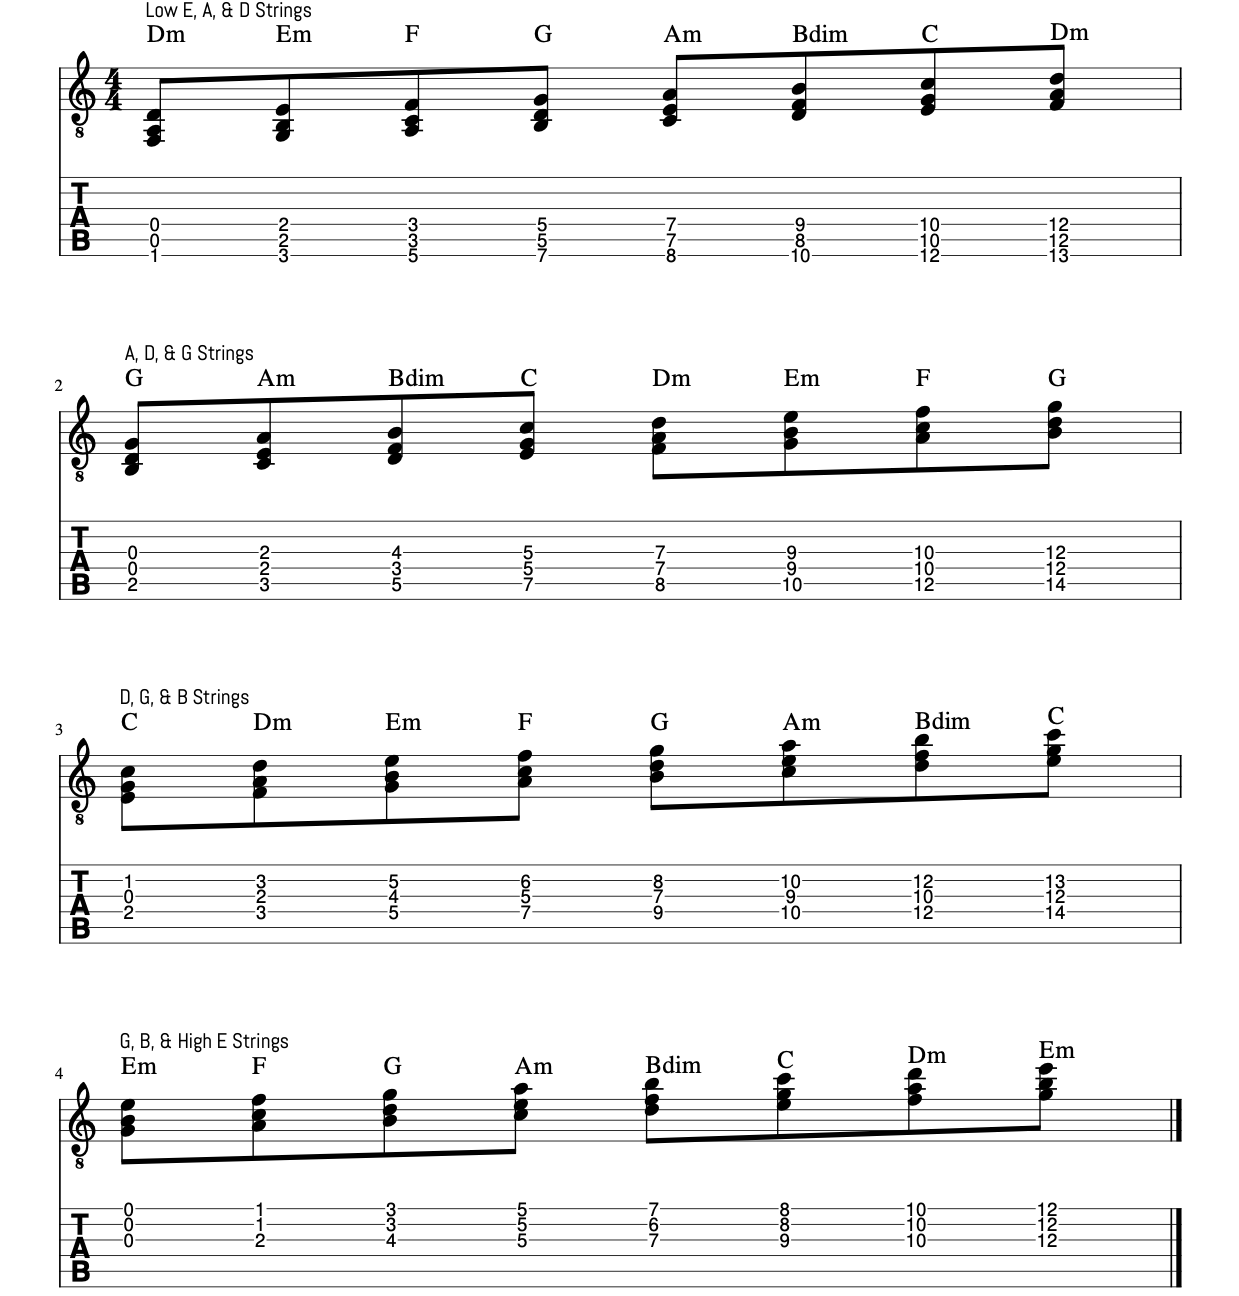 Low E, A, & D Strings
Dm Em F G Am Bdim C Dm
4
4
8
T
A
B
0 2 3 5 7 9 10 12
0 2 3 5 7 8 10 12
1 3 5 7 8 10 12 13
A, D, & G Strings
G Am Bdim C Dm Em F G
2
8
T
A
B
0 2 4 5 7 9 10 12
0 2 3 5 7 9 10 12
2 3 5 7 8 10 12 14
D, G, & B Strings
C Dm Em F G Am Bdim C
3
8
T
A
B
1 3 5 6 8 10 12 13
0 2 4 5 7 9 10 12
2 3 5 7 9 10 12 14
G, B, & High E Strings
Em F G Am Bdim C Dm Em
4
8
T
A
B
0 1 3 5 7 8 10 12
0 1 3 5 6 8 10 12
0 2 4 5 7 9 10 12